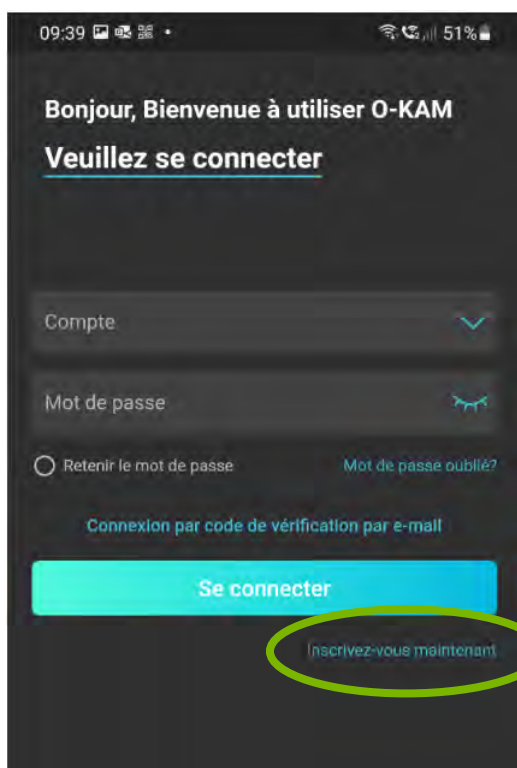 09:39 51%
Bonjour, Bienvenue à utiliser O-KAM
Veuillez se connecter
Compte
Mot de passe
Retenir le mot de passe Mot de passe oublié?
Connexion par code de vérification par e-mail
Se connecter
Inscrivez-vous maintenant